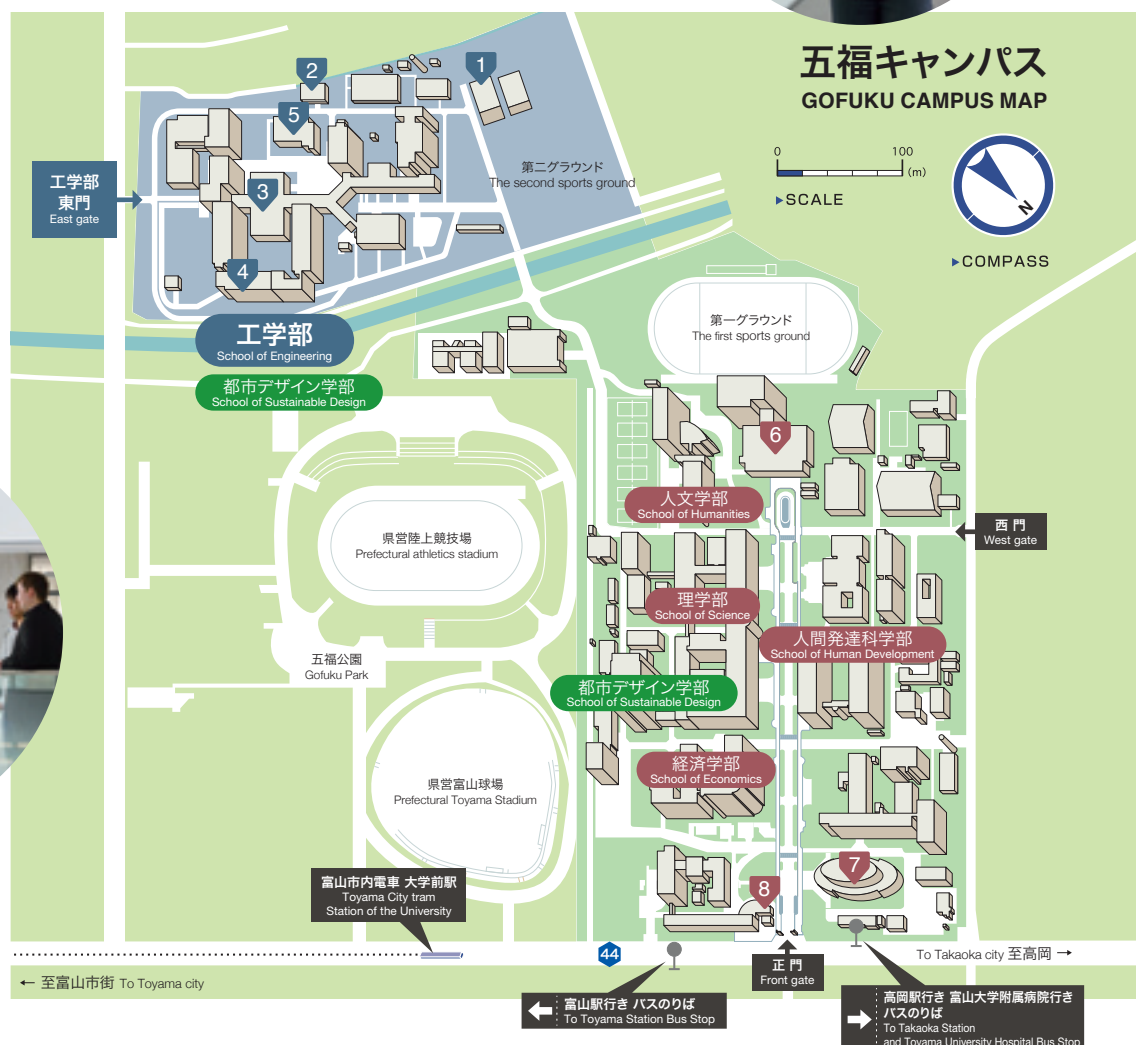 五福キャンパス
GOFUKU CAMPUS MAP
0
100
(m)
SCALE
N
COMPASS
1
2
5
3
4
第二グラウンド
The second sports ground
工学部
東門
East gate
工学部
School of Engineering
都市デザイン学部
School of Sustainable Design
第一グラウンド
The first sports ground
6
人文学部
School of Humanities
西門
West gate
県営陸上競技場
Prefectural athletics stadium
理学部
School of Science
人間発達科学部
School of Human Development
五福公園
Gofuku Park
都市デザイン学部
School of Sustainable Design
経済学部
School of Economics
県営富山球場
Prefectural Toyama Stadium
7
8
富山市内電車 大学前駅
Toyama City tram
Station of the University
44
To Takaoka city 至高岡 →
← 至富山市街 To Toyama city
正門
Front gate
富山駅行き バスのりば
To Toyama Station Bus Stop
高岡駅行き 富山大学附属病院行き
バスのりば
To Takaoka Station
and Toyama University Hospital Bus Stop